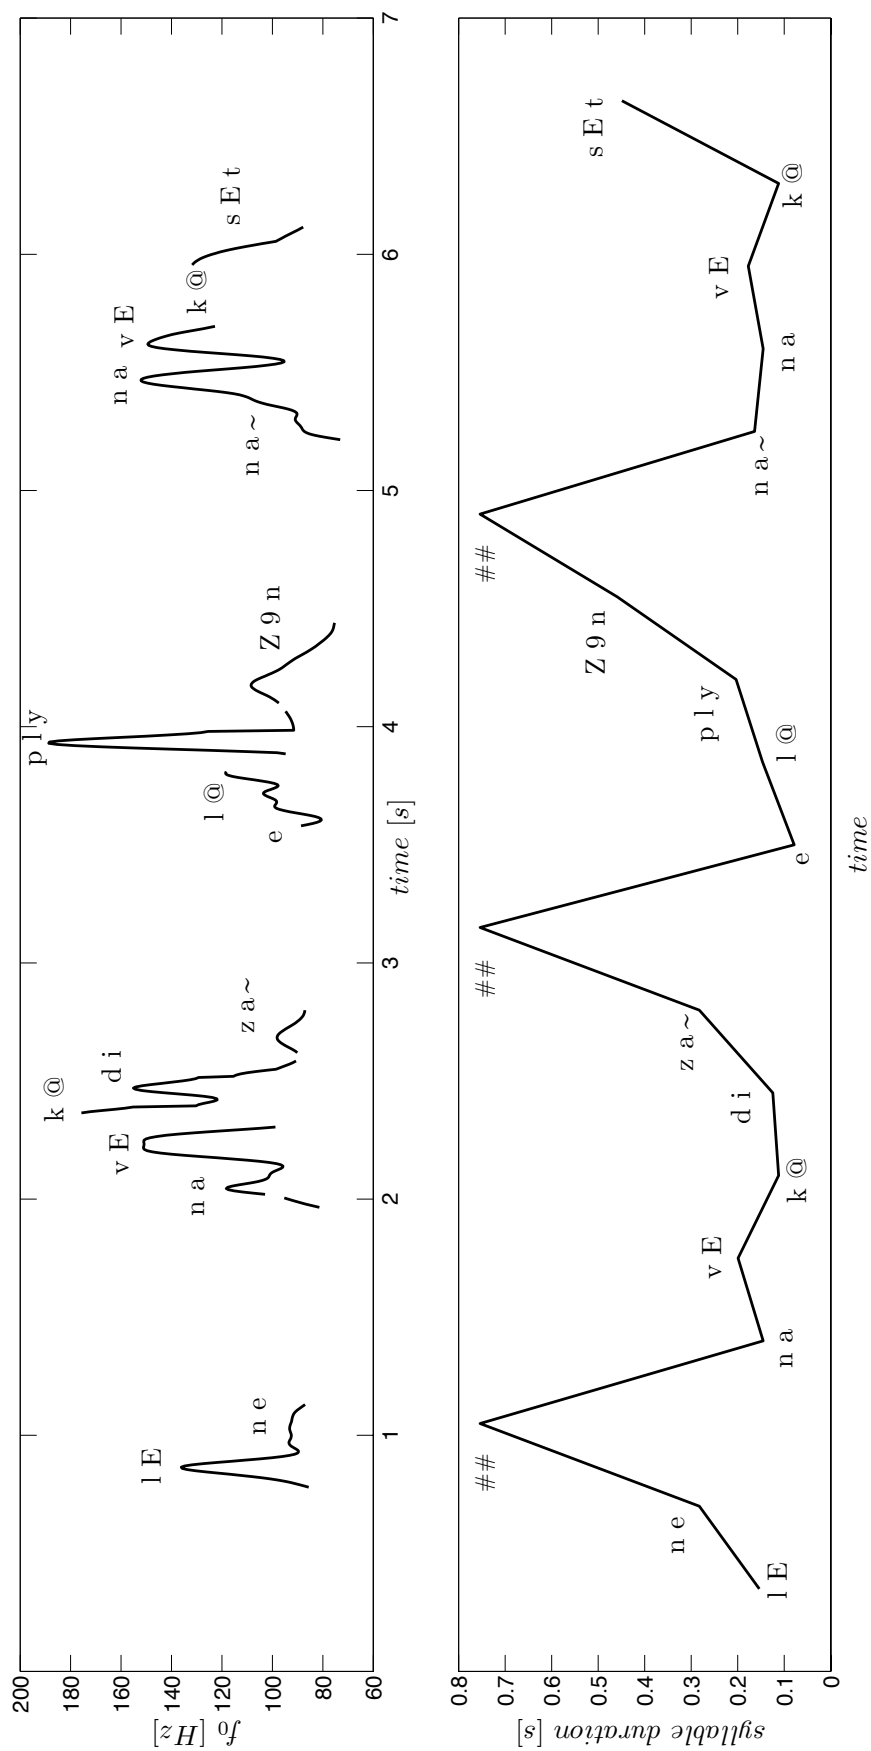 200
180
160
140
120
100
80
60
f0 [Hz]
1
2
3
4
5
6
7
time [s]
l E
n e
n a
v E
k @
d i
z a~
e
l @
p l y
Z 9 n
n a~
n a
v E
k @
s E t
0.8
0.7
0.6
0.5
0.4
0.3
0.2
0.1
0
syllable duration [s]
time
l E
n e
##
n a
v E
k @
d i
z a~
##
e
l @
p l y
Z 9 n
##
n a~
n a
v E
k @
s E t